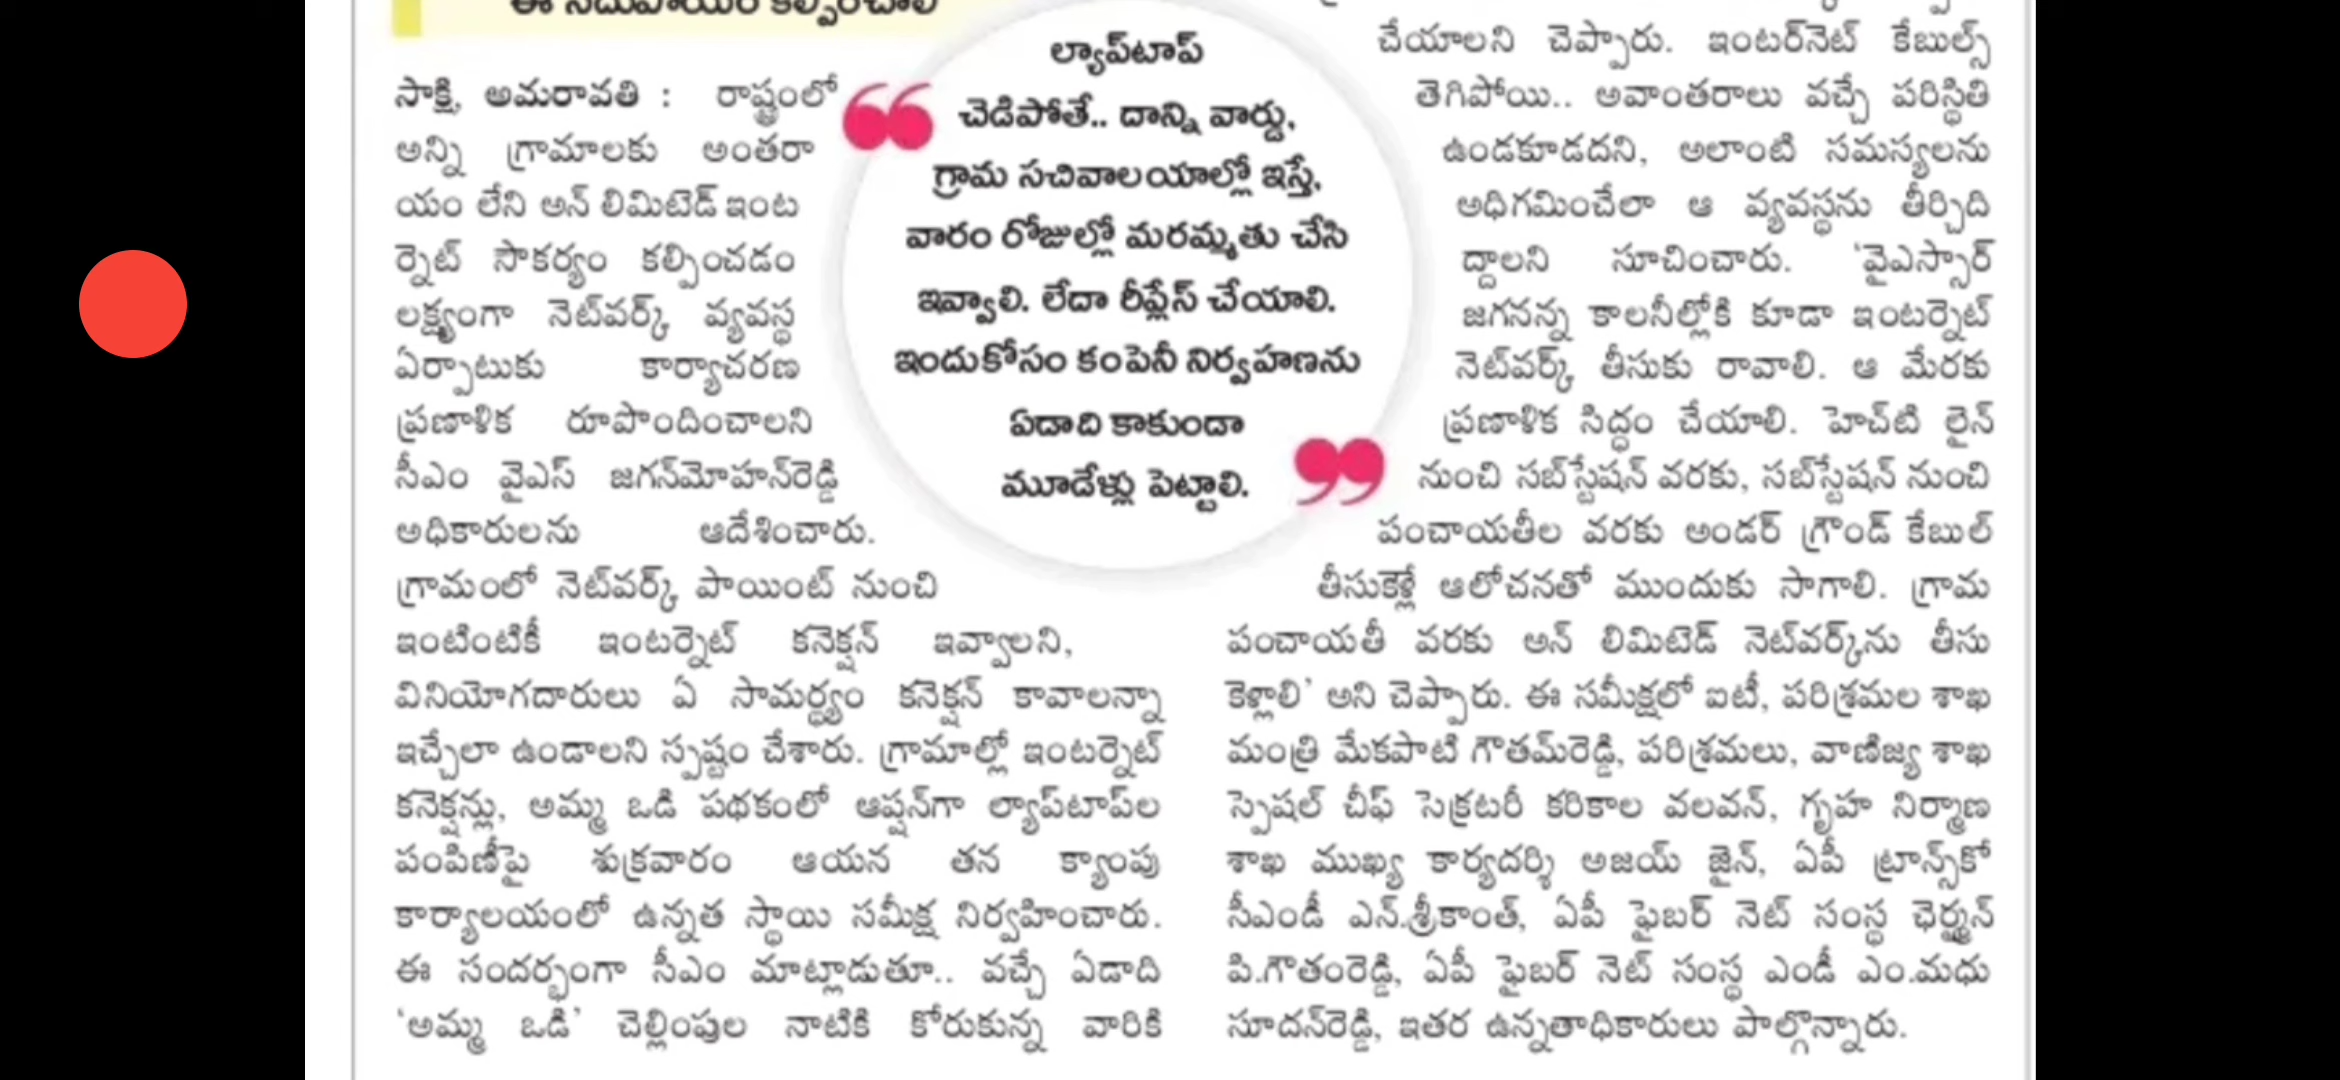 ఈ సదుపాయం కల్పించాలి
సాక్షి, అమరావతి : రాష్ట్రంలో
అన్ని గ్రామాలకు అంతరా
యం లేని అన్ లిమిటెడ్ ఇంట
ర్నెట్ సౌకర్యం కల్పించడం
లక్ష్యంగా నెట్‌వర్క్ వ్యవస్థ
ఏర్పాటుకు కార్యాచరణ
ప్రణాళిక రూపొందించాలని
సీఎం వైఎస్ జగన్‌మోహన్‌రెడ్డి
అధికారులను ఆదేశించారు.
గ్రామంలో నెట్‌వర్క్ పాయింట్ నుంచి
ఇంటింటికీ ఇంటర్నెట్ కనెక్షన్ ఇవ్వాలని,
వినియోగదారులు ఏ సామర్థ్యం కనెక్షన్ కావాలన్నా
ఇచ్చేలా ఉండాలని స్పష్టం చేశారు. గ్రామాల్లో ఇంటర్నెట్
కనెక్షన్లు, అమ్మ ఒడి పథకంలో ఆప్షన్‌గా ల్యాప్‌టాప్‌ల
పంపిణీపై శుక్రవారం ఆయన తన క్యాంపు
కార్యాలయంలో ఉన్నత స్థాయి సమీక్ష నిర్వహించారు.
ఈ సందర్భంగా సీఎం మాట్లాడుతూ.. వచ్చే ఏడాది
‘అమ్మ ఒడి’ చెల్లింపుల నాటికి కోరుకున్న వారికి
ల్యాప్‌టాప్
చెడిపోతే.. దాన్ని వార్డు,
గ్రామ సచివాలయాల్లో ఇస్తే,
వారం రోజుల్లో మరమ్మతు చేసి
ఇవ్వాలి. లేదా రీప్లేస్ చేయాలి.
ఇందుకోసం కంపెనీ నిర్వహణను
ఏడాది కాకుండా
మూడేళ్లు పెట్టాలి.
చేయాలని చెప్పారు. ఇంటర్‌నెట్ కేబుల్స్
తెగిపోయి.. అవాంతరాలు వచ్చే పరిస్థితి
ఉండకూడదని, అలాంటి సమస్యలను
అధిగమించేలా ఆ వ్యవస్థను తీర్చిది
ద్దాలని సూచించారు. ‘వైఎస్సార్
జగనన్న కాలనీల్లోకి కూడా ఇంటర్నెట్
నెట్‌వర్క్ తీసుకు రావాలి. ఆ మేరకు
ప్రణాళిక సిద్ధం చేయాలి. హెచ్‌టి లైన్
నుంచి సబ్‌స్టేషన్ వరకు, సబ్‌స్టేషన్ నుంచి
పంచాయతీల వరకు అండర్ గ్రౌండ్ కేబుల్
తీసుకెళ్లే ఆలోచనతో ముందుకు సాగాలి. గ్రామ
పంచాయతీ వరకు అన్ లిమిటెడ్ నెట్‌వర్క్‌ను తీసు
కెళ్లాలి’ అని చెప్పారు. ఈ సమీక్షలో ఐటీ, పరిశ్రమల శాఖ
మంత్రి మేకపాటి గౌతమ్‌రెడ్డి, పరిశ్రమలు, వాణిజ్య శాఖ
స్పెషల్ చీఫ్ సెక్రటరీ కరికాల వలవన్, గృహ నిర్మాణ
శాఖ ముఖ్య కార్యదర్శి అజయ్ జైన్, ఏపీ ట్రాన్స్‌కో
సీఎండీ ఎన్.శ్రీకాంత్, ఏపీ ఫైబర్ నెట్ సంస్థ ఛైర్మన్
పి.గౌతంరెడ్డి, ఏపీ ఫైబర్ నెట్ సంస్థ ఎండీ ఎం.మధు
సూదన్‌రెడ్డి, ఇతర ఉన్నతాధికారులు పాల్గొన్నారు.